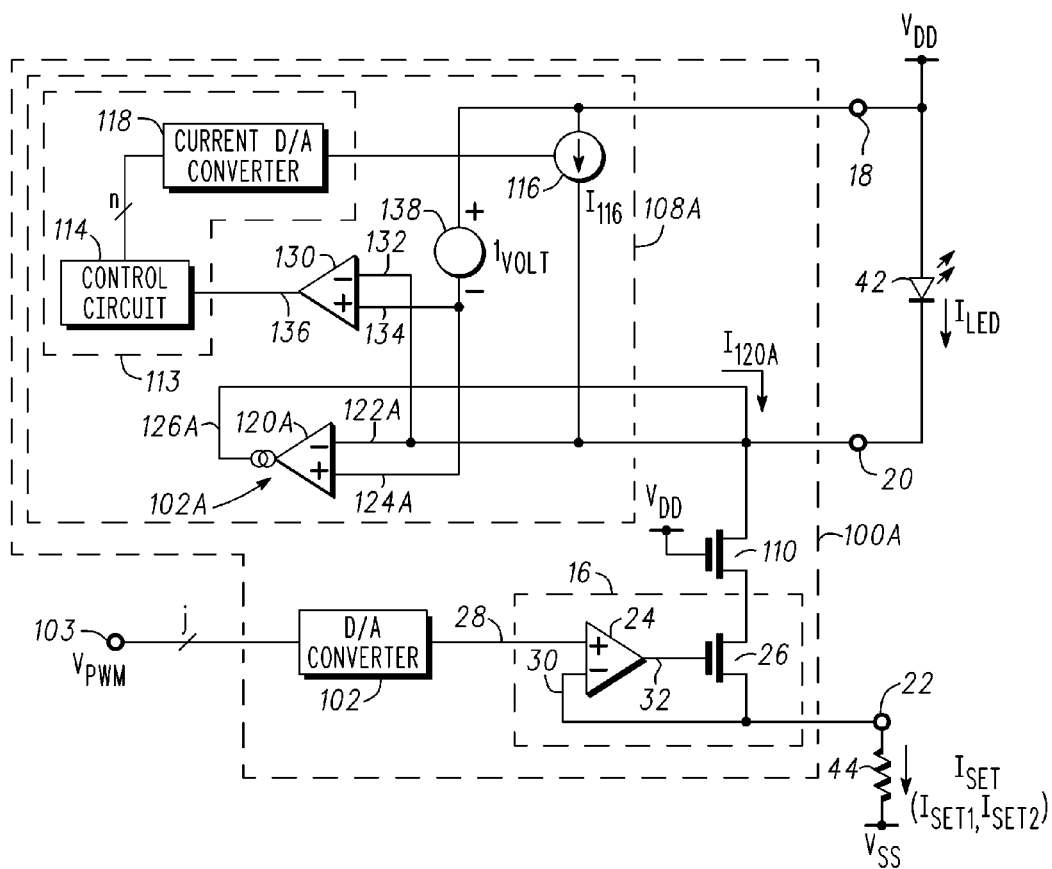 V_DD
118
CURRENT D/A
CONVERTER
116
I_116
18
n
114
CONTROL
CIRCUIT
130
132
138
+
1_VOLT
−
108A
−
+
136
134
42
I_LED
113
I_120A
126A
120A
122A
−
+
102A
124A
20
V_DD
110
100A
16
103
V_PWM
j
D/A
CONVERTER
102
28
24
+
−
30
32
26
22
44
I_SET
(I_SET1,I_SET2)
V_SS